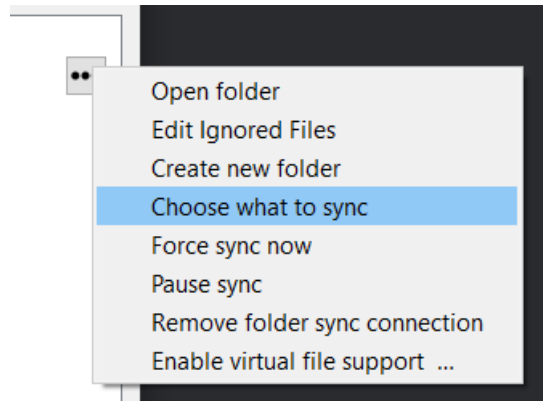 Open folder
Edit Ignored Files
Create new folder
Choose what to sync
Force sync now
Pause sync
Remove folder sync connection
Enable virtual file support ...